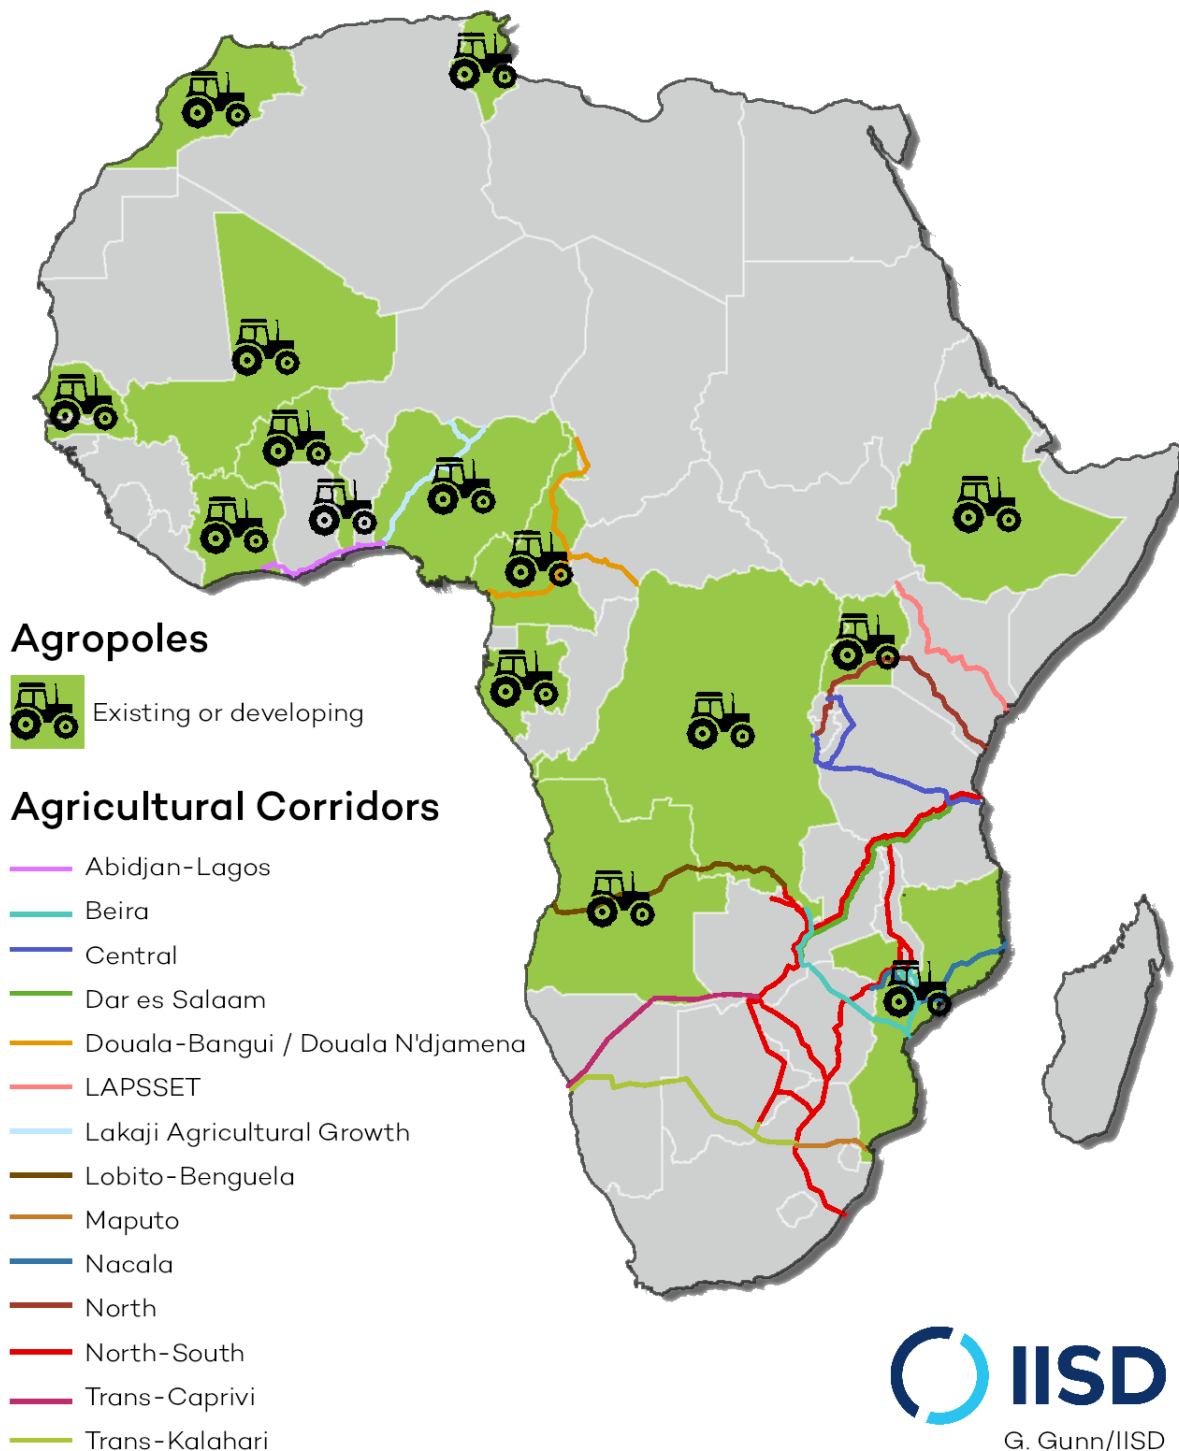 Agropoles
Existing or developing
Agricultural Corridors
Abidjan-Lagos
Beira
Central
Dar es Salaam
Douala-Bangui / Douala N'djamena
LAPSSET
Lakaji Agricultural Growth
Lobito-Benguela
Maputo
Nacala
North
North-South
Trans-Caprivi
Trans-Kalahari
IISD
G. Gunn/IISD